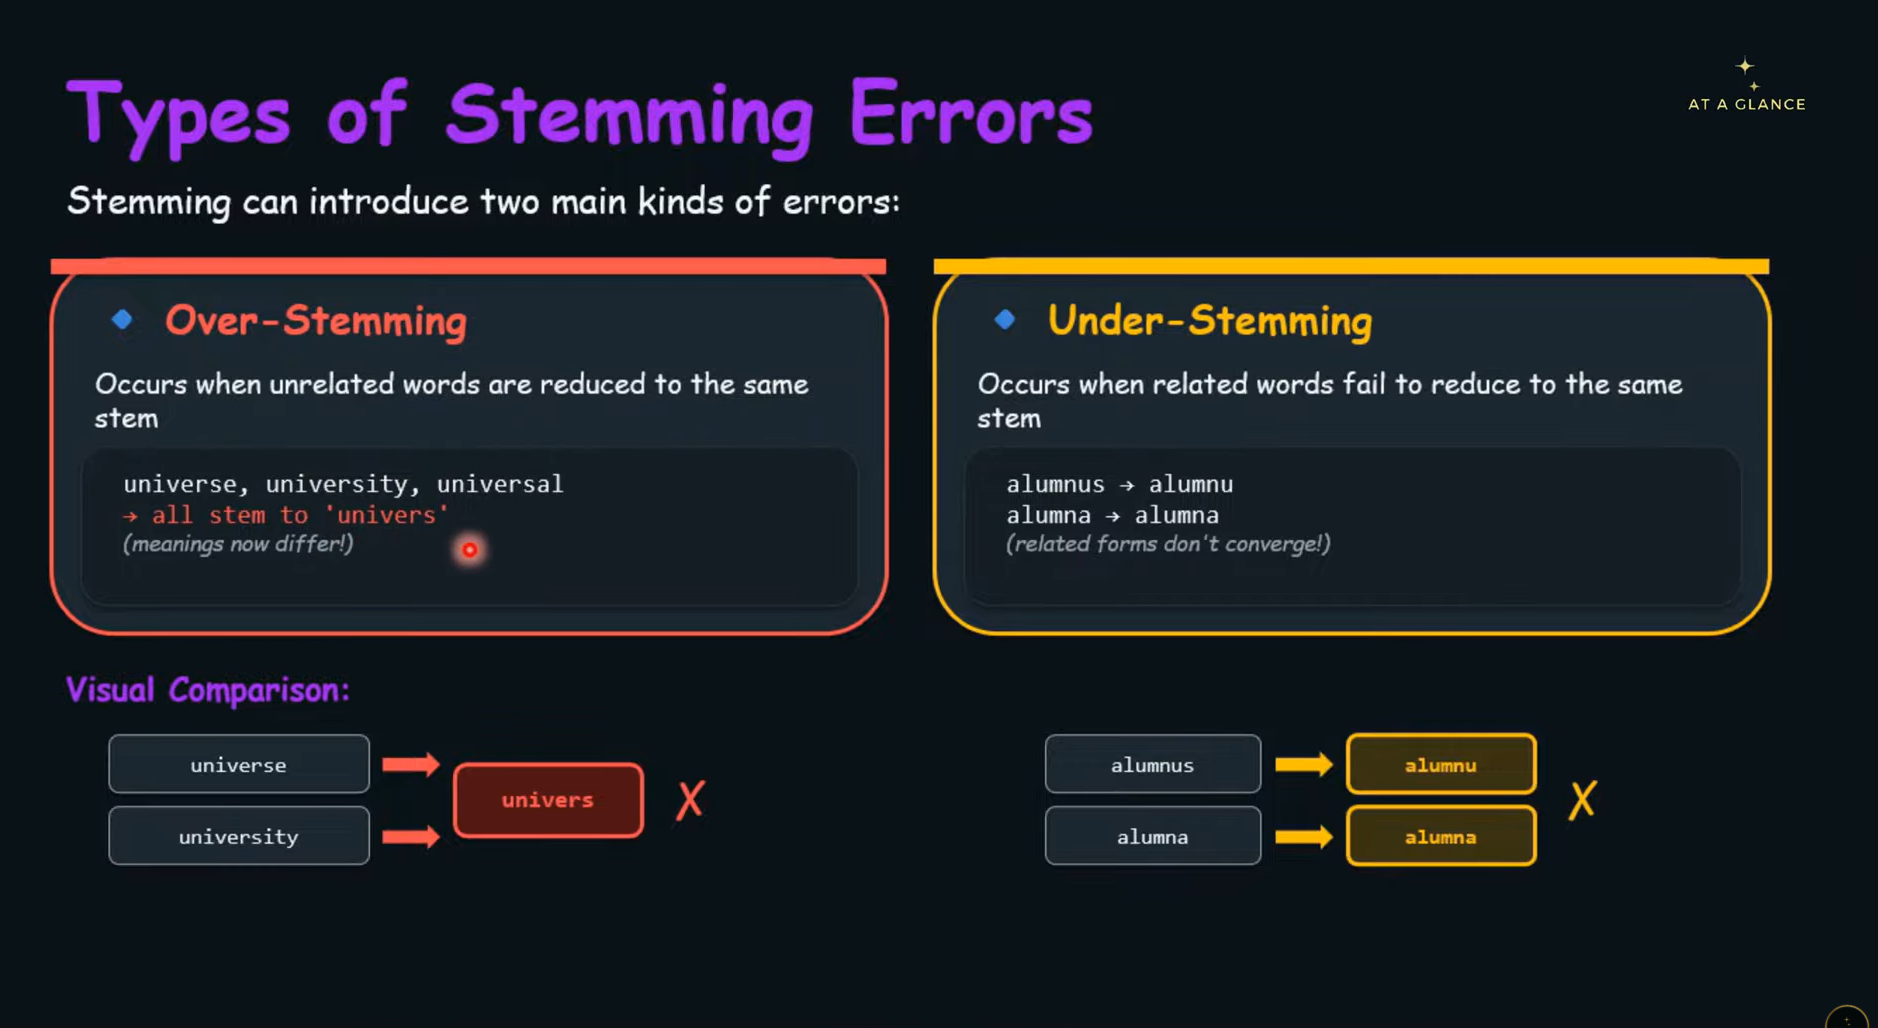 AT A GLANCE
Types of Stemming Errors
Stemming can introduce two main kinds of errors:
Over-Stemming
Occurs when unrelated words are reduced to the same
stem
universe, university, universal
→ all stem to 'univers'
(meanings now differ!)
Under-Stemming
Occurs when related words fail to reduce to the same
stem
alumnus → alumnu
alumna → alumna
(related forms don't converge!)
Visual Comparison:
universe
university
univers
X
alumnus
alumnu
alumna
alumna
X